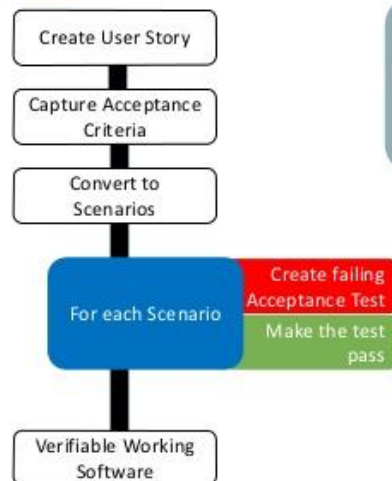 Create User Story
Capture Acceptance
Criteria
Convert to
Scenarios
For each Scenario
Create failing
Acceptance Test
Make the test
pass
Verifiable Working
Software